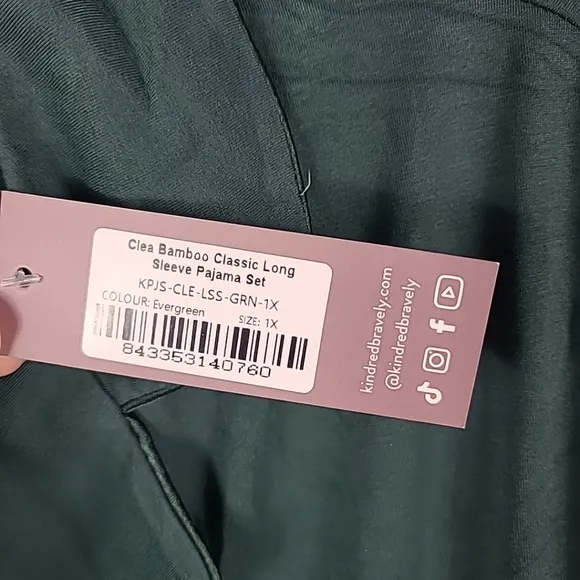 Clea Bamboo Classic Long
Sleeve Pajama Set
KPJS-CLE-LSS-GRN-1X
COLOUR: Evergreen
SIZE: 1X
843353140760
kindredbravely.com
@kindredbravely